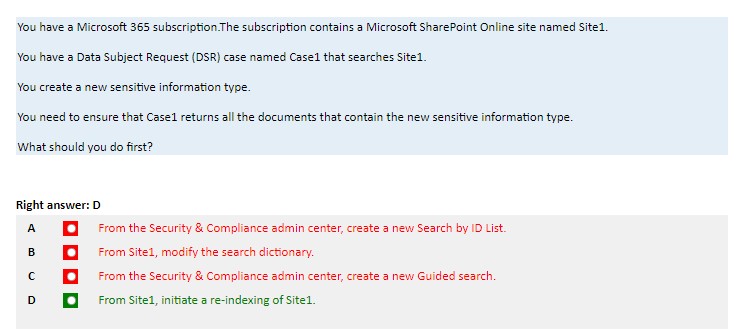 You have a Microsoft 365 subscription.The subscription contains a Microsoft SharePoint Online site named Site1.
You have a Data Subject Request (DSR) case named Case1 that searches Site1.
You create a new sensitive information type.
You need to ensure that Case1 returns all the documents that contain the new sensitive information type.
What should you do first?
Right answer: D
A From the Security & Compliance admin center, create a new Search by ID List.
B From Site1, modify the search dictionary.
C From the Security & Compliance admin center, create a new Guided search.
D From Site1, initiate a re-indexing of Site1.